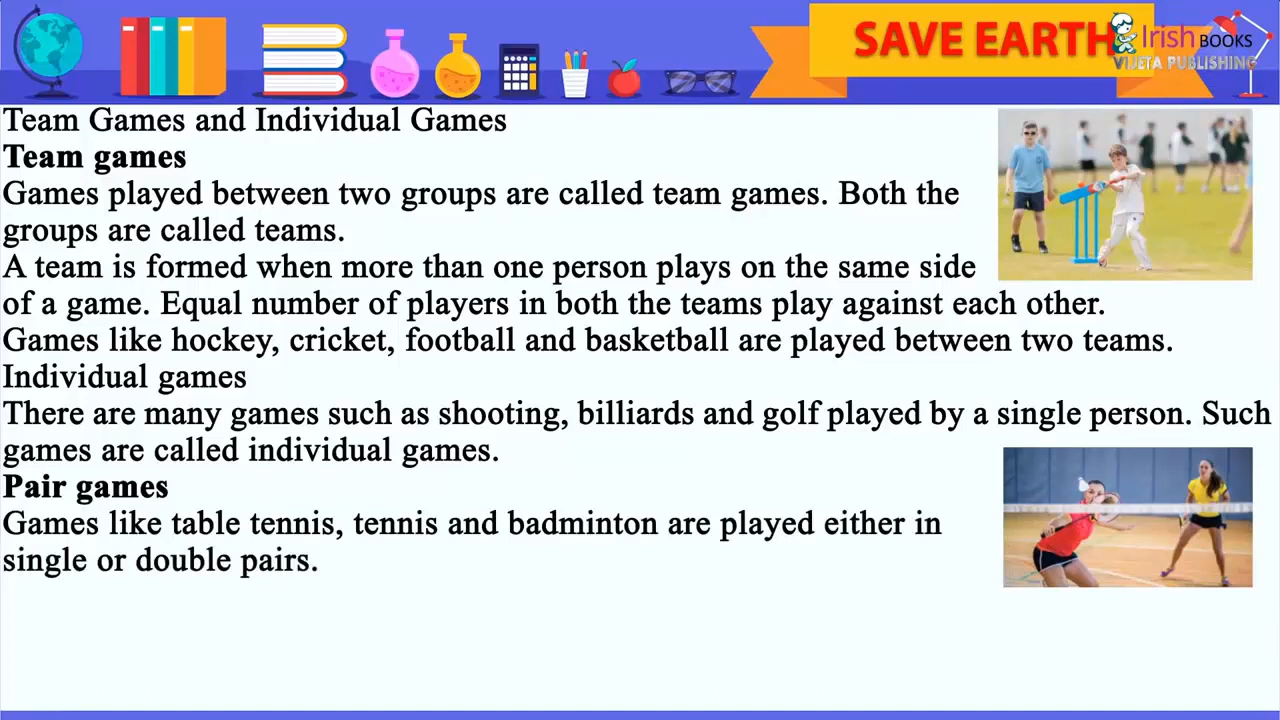 SAVE EARTH
Irish BOOKS
VIJETA PUBLISHING
Team Games and Individual Games
Team games
Games played between two groups are called team games. Both the
groups are called teams.
A team is formed when more than one person plays on the same side
of a game. Equal number of players in both the teams play against each other.
Games like hockey, cricket, football and basketball are played between two teams.
Individual games
There are many games such as shooting, billiards and golf played by a single person. Such
games are called individual games.
Pair games
Games like table tennis, tennis and badminton are played either in
single or double pairs.